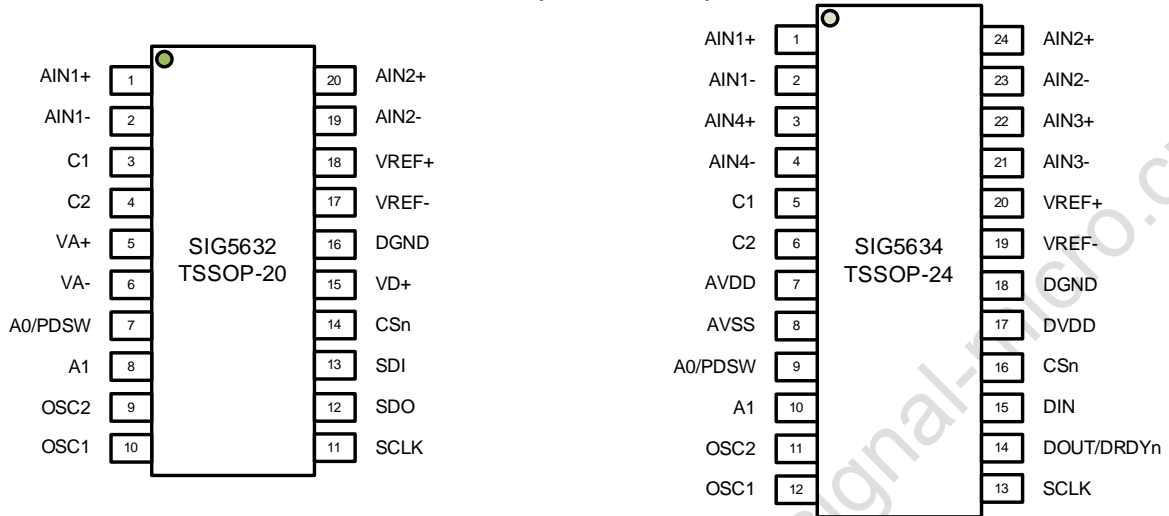 AIN1+ 1
AIN1- 2
C1 3
C2 4
VA+ 5
VA- 6
A0/PDSW 7
A1 8
OSC2 9
OSC1 10
SIG5632
TSSOP-20
20 AIN2+
19 AIN2-
18 VREF+
17 VREF-
16 DGND
15 VD+
14 CSn
13 SDI
12 SDO
11 SCLK
AIN1+ 1
AIN1- 2
AIN4+ 3
AIN4- 4
C1 5
C2 6
AVDD 7
AVSS 8
A0/PDSW 9
A1 10
OSC2 11
OSC1 12
SIG5634
TSSOP-24
24 AIN2+
23 AIN2-
22 AIN3+
21 AIN3-
20 VREF+
19 VREF-
18 DGND
17 DVDD
16 CSn
15 DIN
14 DOUT/DRDYn
13 SCLK